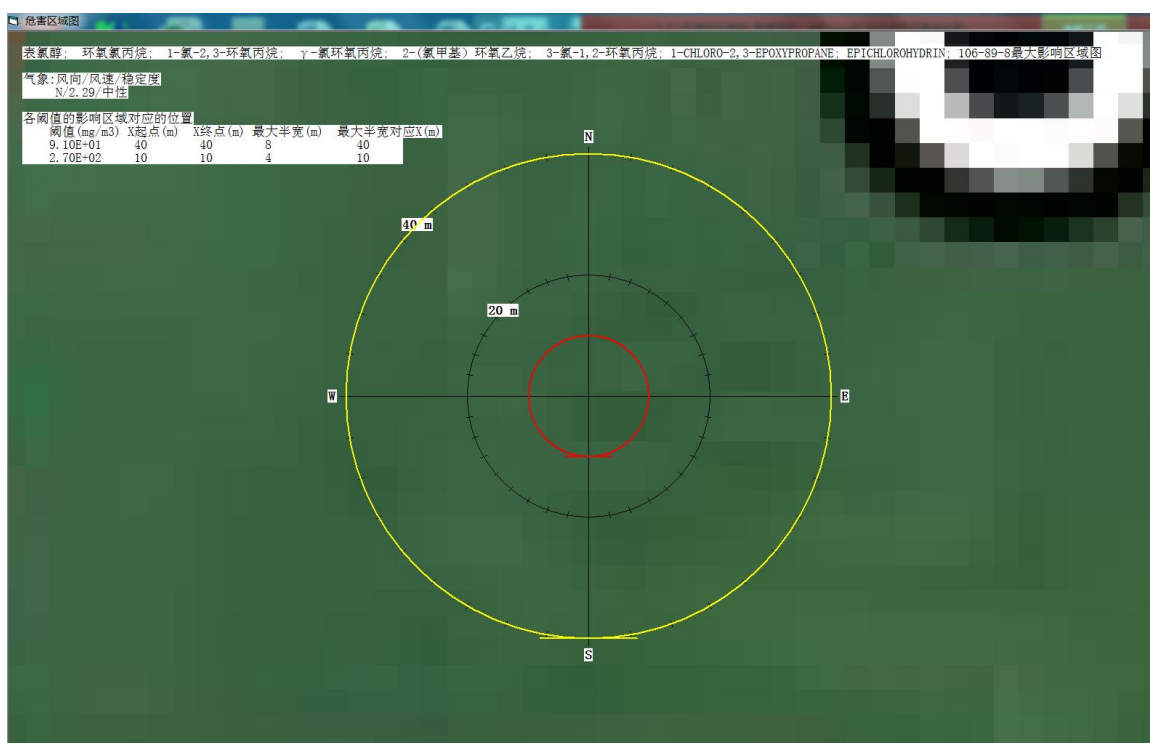 危害区域图
表氯醇; 环氧氯丙烷; 1-氯-2,3-环氧丙烷; γ-氯环氧丙烷; 2-(氯甲基)环氧乙烷; 3-氯-1,2-环氧丙烷; 1-CHLORO-2,3-EPOXYPROPANE; EPICHLOROHYDRIN; 106-89-8最大影响区域图
气象:风向/风速/稳定度
N/2.29/中性
各阈值的影响区域对应的位置
阈值(mg/m3) X起点(m) X终点(m) 最大半宽(m) 最大半宽对应X(m)
9.10E+01 40 40 8 40
2.70E+02 10 10 4 10
N
40 m
20 m
W
E
S